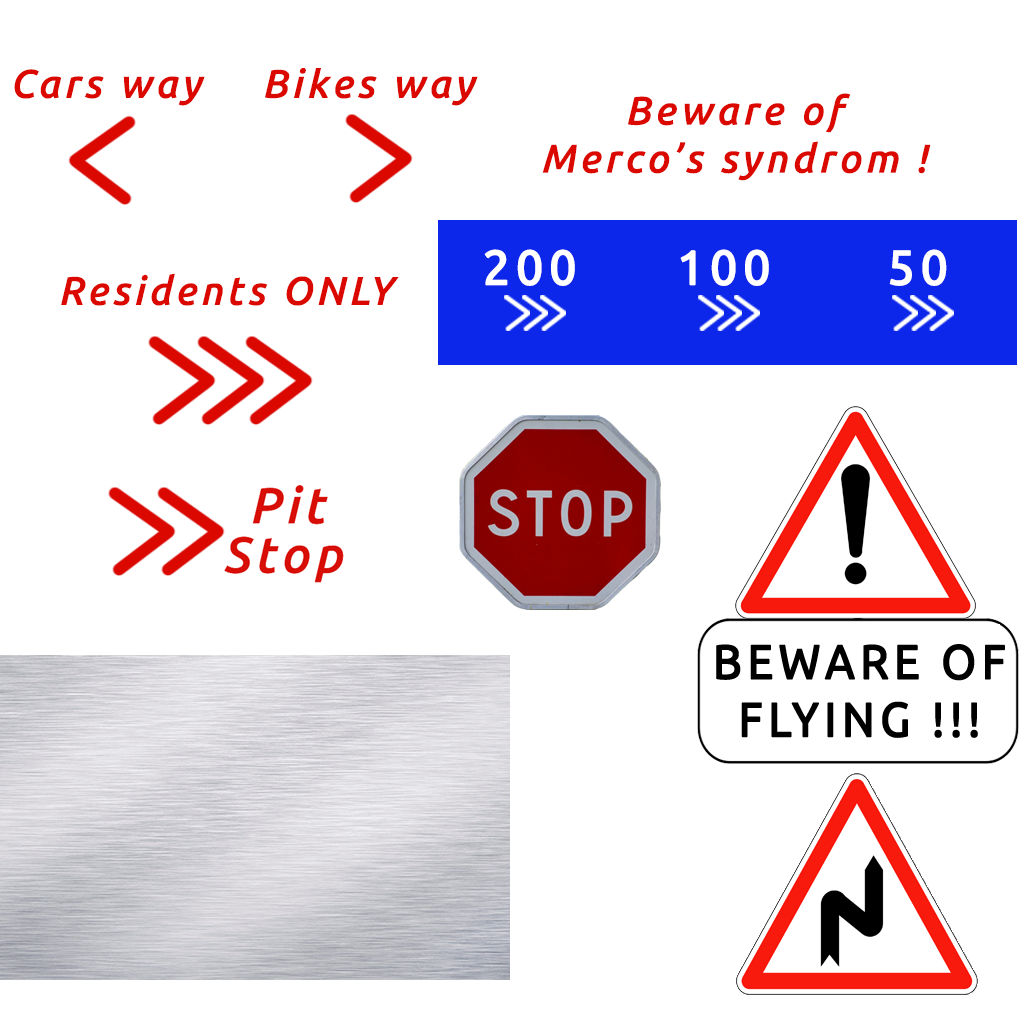 Cars way
Bikes way
Beware of
Merco's syndrom !
200
100
50
Residents ONLY
Pit
Stop
STOP
BEWARE OF
FLYING !!!